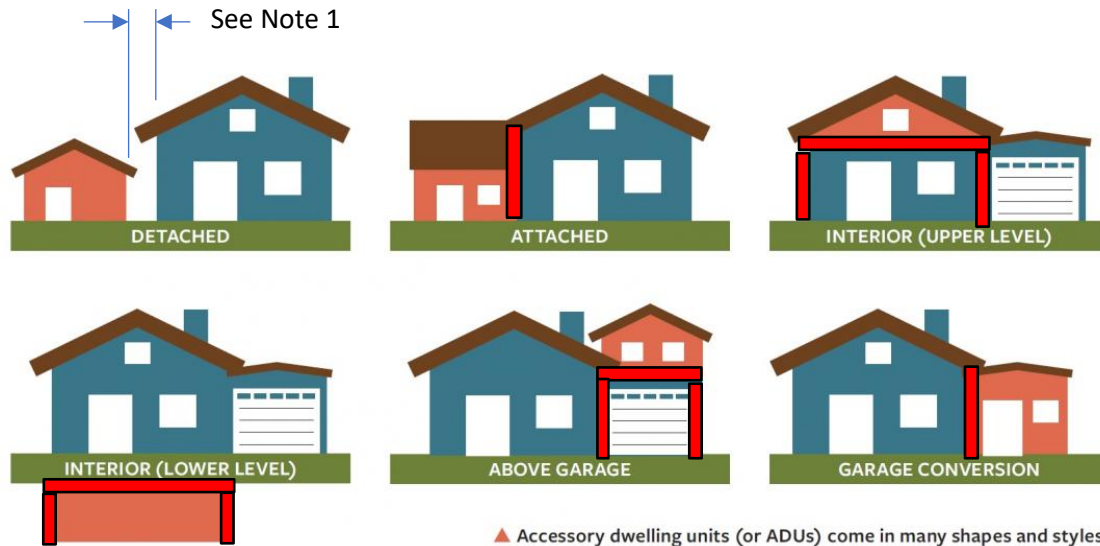 See Note 1
DETACHED
ATTACHED
INTERIOR (UPPER LEVEL)
INTERIOR (LOWER LEVEL)
ABOVE GARAGE
GARAGE CONVERSION
▲ Accessory dwelling units (or ADUs) come in many shapes and styles